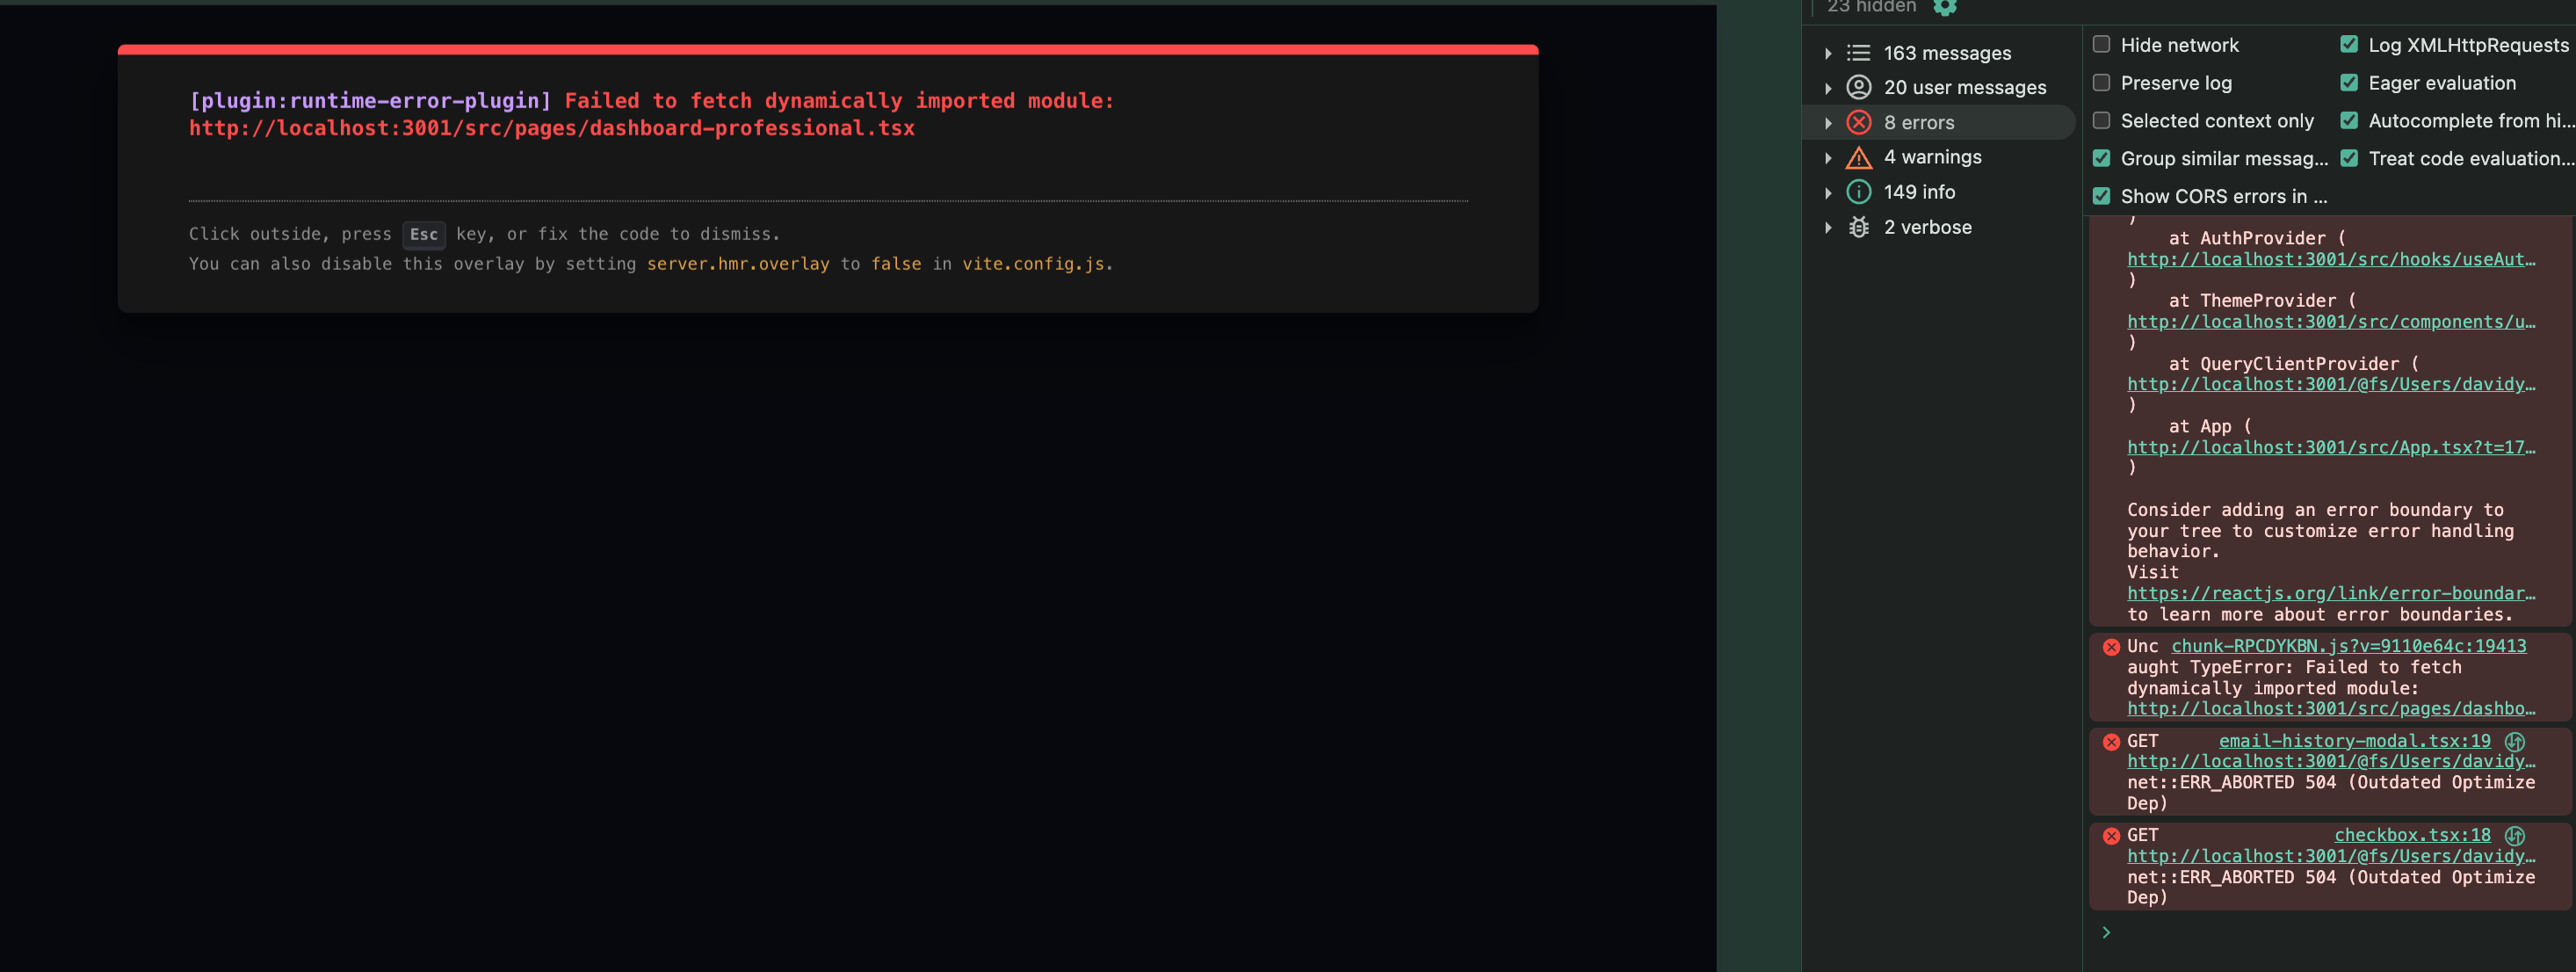 [plugin:runtime-error-plugin] Failed to fetch dynamically imported module:
http://localhost:3001/src/pages/dashboard-professional.tsx
Click outside, press Esc key, or fix the code to dismiss.
You can also disable this overlay by setting server.hmr.overlay to false in vite.config.js.
23 hidden
163 messages
20 user messages
8 errors
4 warnings
149 info
2 verbose
Hide network
Log XMLHttpRequests
Preserve log
Eager evaluation
Selected context only
Autocomplete from hi...
Group similar messag...
Treat code evaluation...
Show CORS errors in ...
)
at AuthProvider (
http://localhost:3001/src/hooks/useAut…
)
at ThemeProvider (
http://localhost:3001/src/components/u…
)
at QueryClientProvider (
http://localhost:3001/@fs/Users/davidy…
)
at App (
http://localhost:3001/src/App.tsx?t=17…
)
Consider adding an error boundary to
your tree to customize error handling
behavior.
Visit
https://reactjs.org/link/error-boundar…
to learn more about error boundaries.
Unc chunk-RPCDYKBN.js?v=9110e64c:19413
aught TypeError: Failed to fetch
dynamically imported module:
http://localhost:3001/src/pages/dashbo…
GET email-history-modal.tsx:19
http://localhost:3001/@fs/Users/davidy…
net::ERR_ABORTED 504 (Outdated Optimize
Dep)
GET checkbox.tsx:18
http://localhost:3001/@fs/Users/davidy…
net::ERR_ABORTED 504 (Outdated Optimize
Dep)